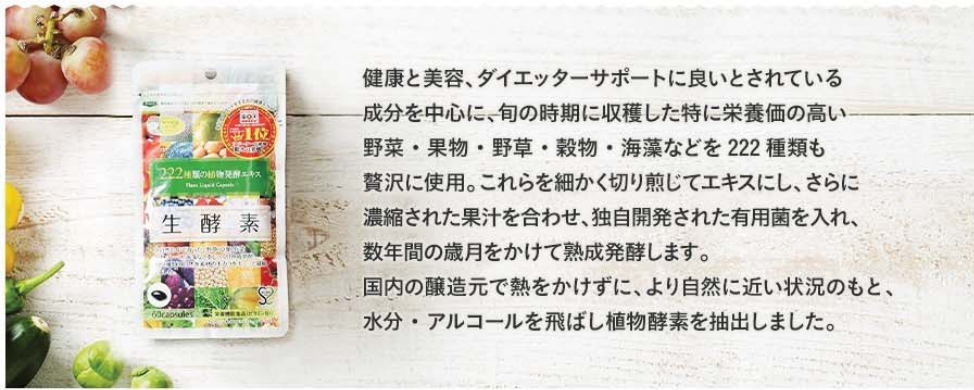 健康と美容、ダイエッターサポートに良いとされている
成分を中心に、旬の時期に収穫した特に栄養価の高い
野菜・果物・野草・穀物・海藻などを 222 種類も
贅沢に使用。これらを細かく切り煎じてエキスにし、さらに
濃縮された果汁を合わせ、独自開発された有用菌を入れ、
数年間の歳月をかけて熟成発酵します。
国内の醸造元で熱をかけずに、より自然に近い状況のもと、
水分・アルコールを飛ばし植物酵素を抽出しました。
1位
222種類の植物発酵エキス
Plant Liquid Capsule
生酵素
60capsules